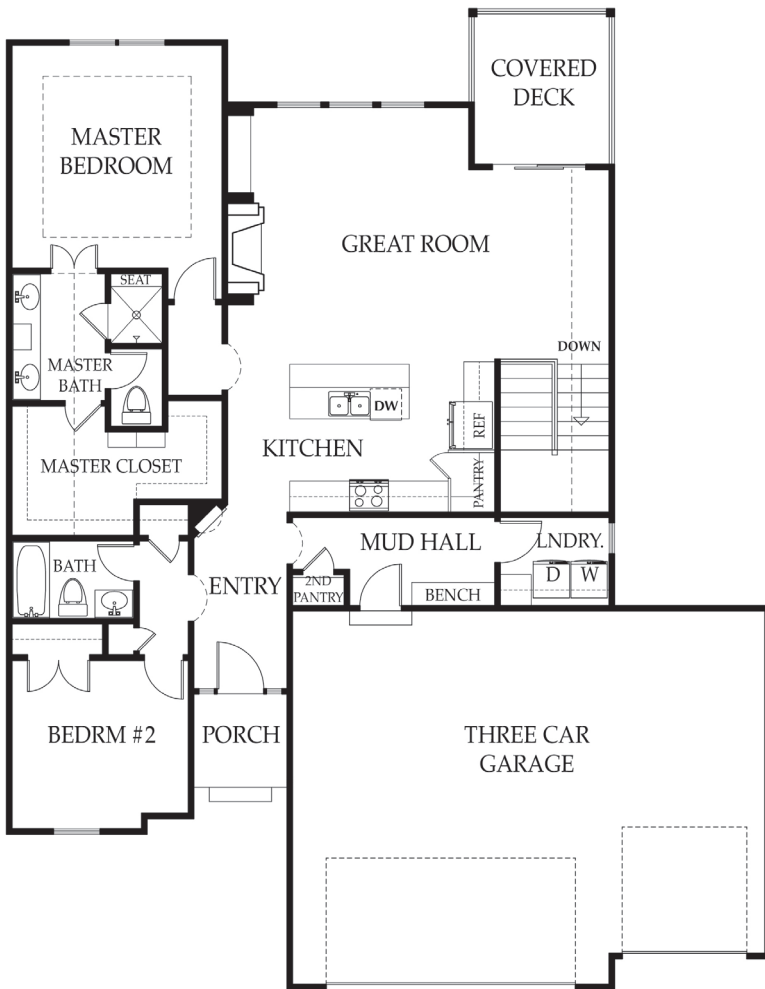 COVERED
DECK
MASTER
BEDROOM
GREAT ROOM
SEAT
MASTER
BATH
DOWN
DW
REF
KITCHEN
MASTER CLOSET
PANTRY
MUD HALL
LNDRY.
BATH
ENTRY
2ND
PANTRY
BENCH
D
W
BEDRM #2
PORCH
THREE CAR
GARAGE